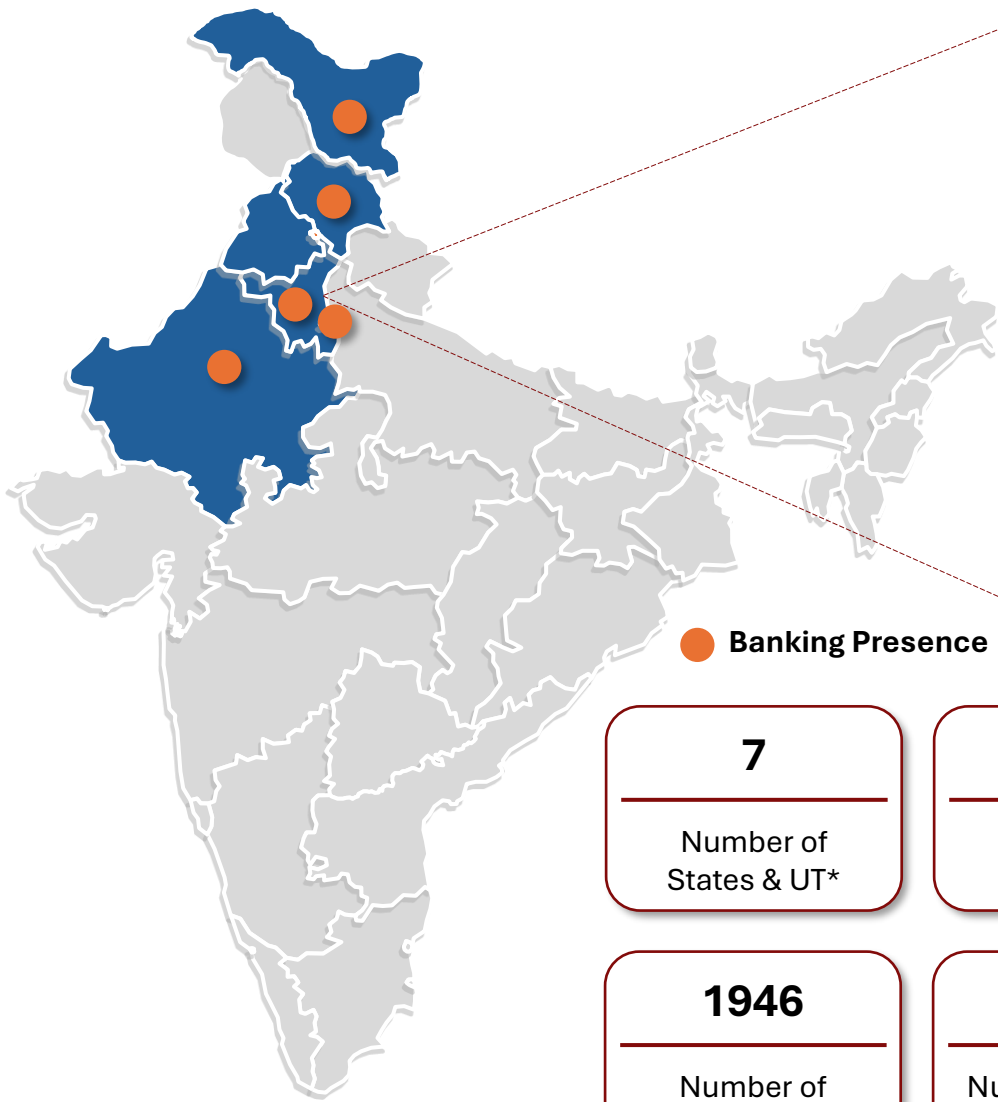 Banking Presence
7
Number of
States & UT*
1946
Number of